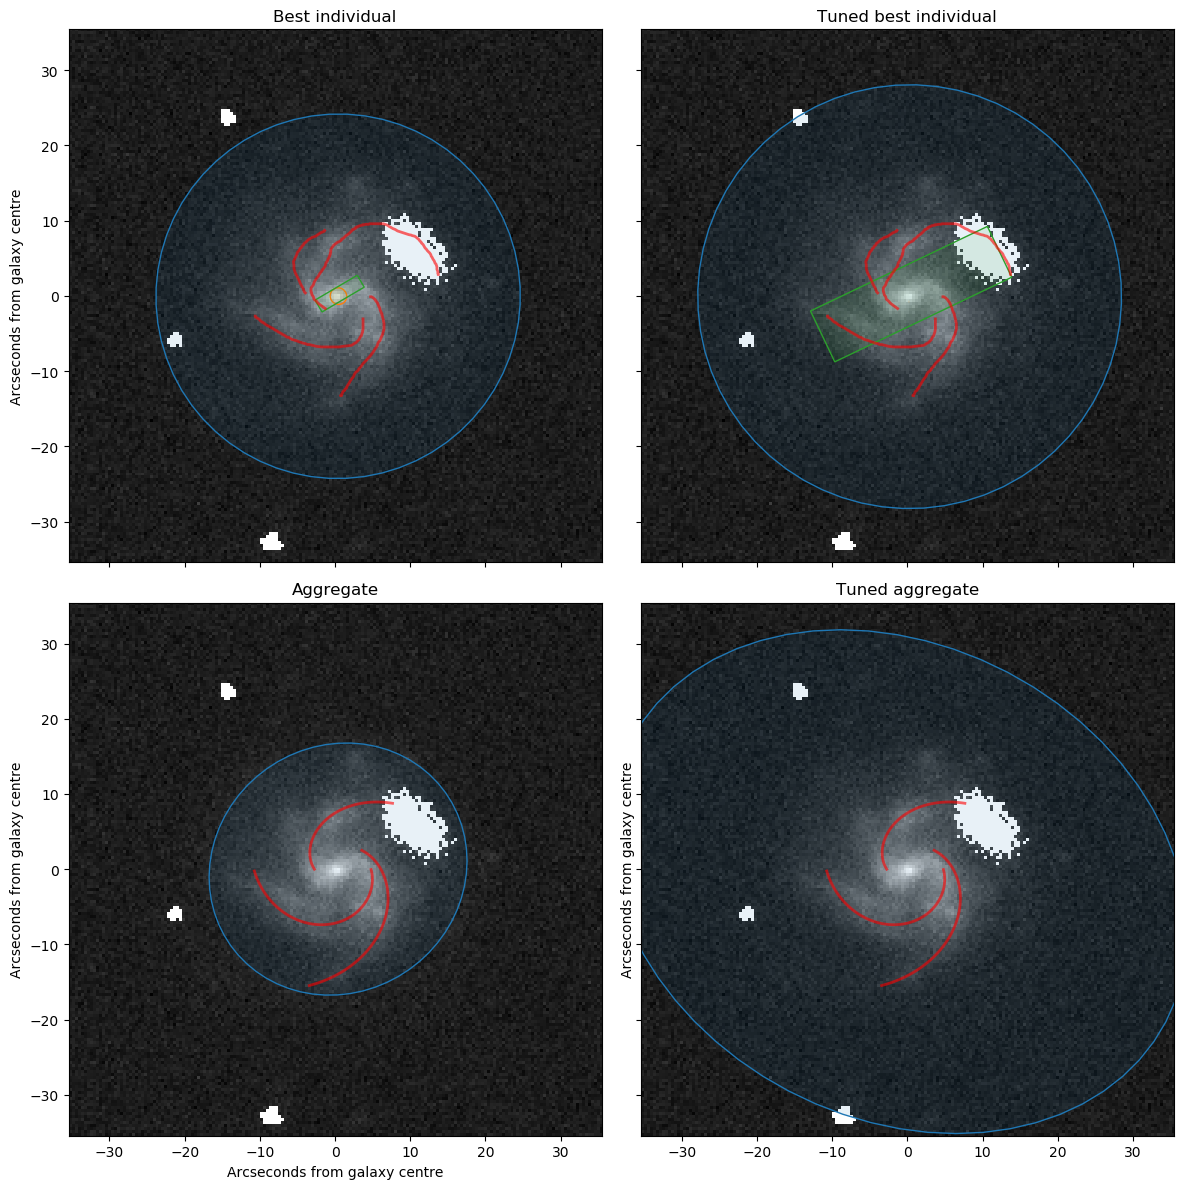 Best individual
Tuned best individual
30
20
10
0
−10
−20
−30
Arcseconds from galaxy centre
Aggregate
Tuned aggregate
30
20
10
0
−10
−20
−30
Arcseconds from galaxy centre
Arcseconds from galaxy centre
−30 −20 −10 0 10 20 30
−30 −20 −10 0 10 20 30
Arcseconds from galaxy centre